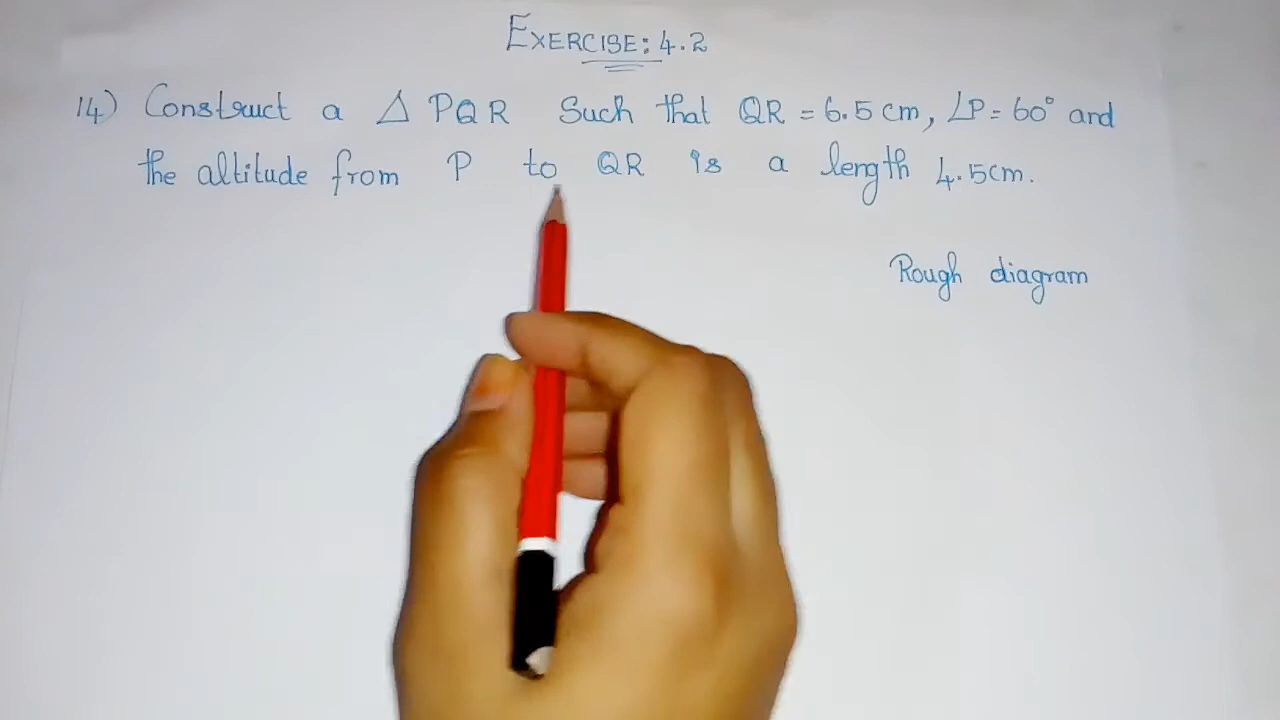 EXERCISE: 4.2
14) Construct a △ PQR Such that QR = 6.5 cm, ∠P = 60° and
the altitude from P to QR is a length 4.5cm.
Rough diagram